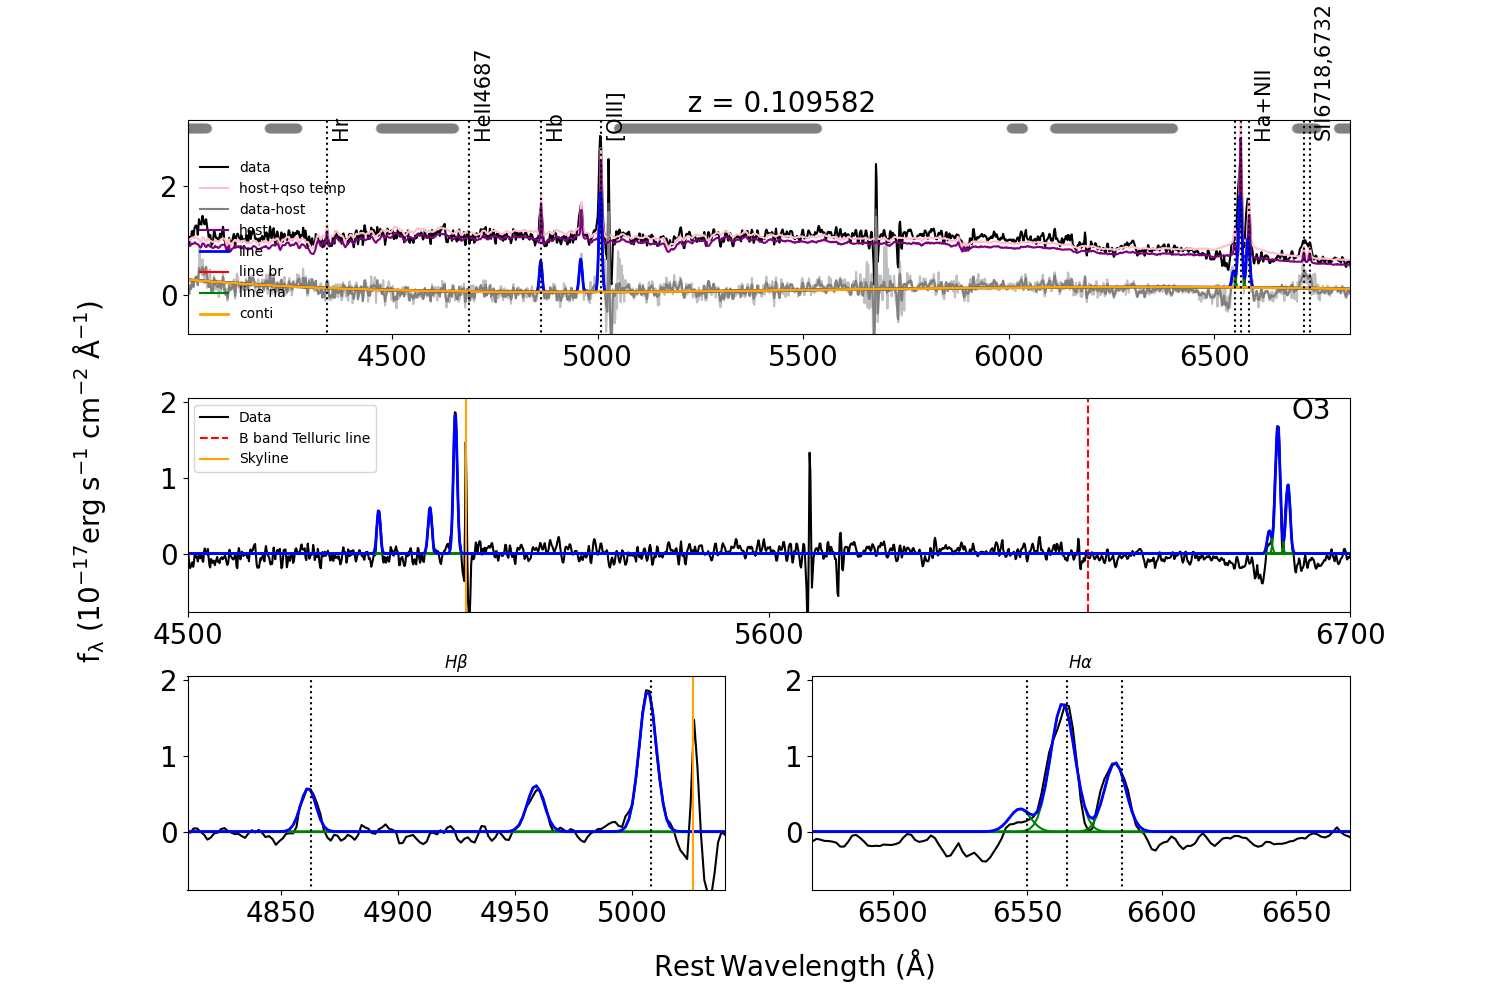 z = 0.109582
Hr
HeII4687
Hb
[OIII]
Ha+NII
SII6718,6732
data
host+qso temp
data-host
host
line
line br
line na
conti
2
0
4500
5000
5500
6000
6500
fλ (10⁻¹⁷erg s⁻¹ cm⁻² Å⁻¹)
Data
B band Telluric line
Skyline
O3
2
1
0
4500
5600
6700
Hβ
2
1
0
4850
4900
4950
5000
Hα
2
1
0
6500
6550
6600
6650
Rest Wavelength (Å)